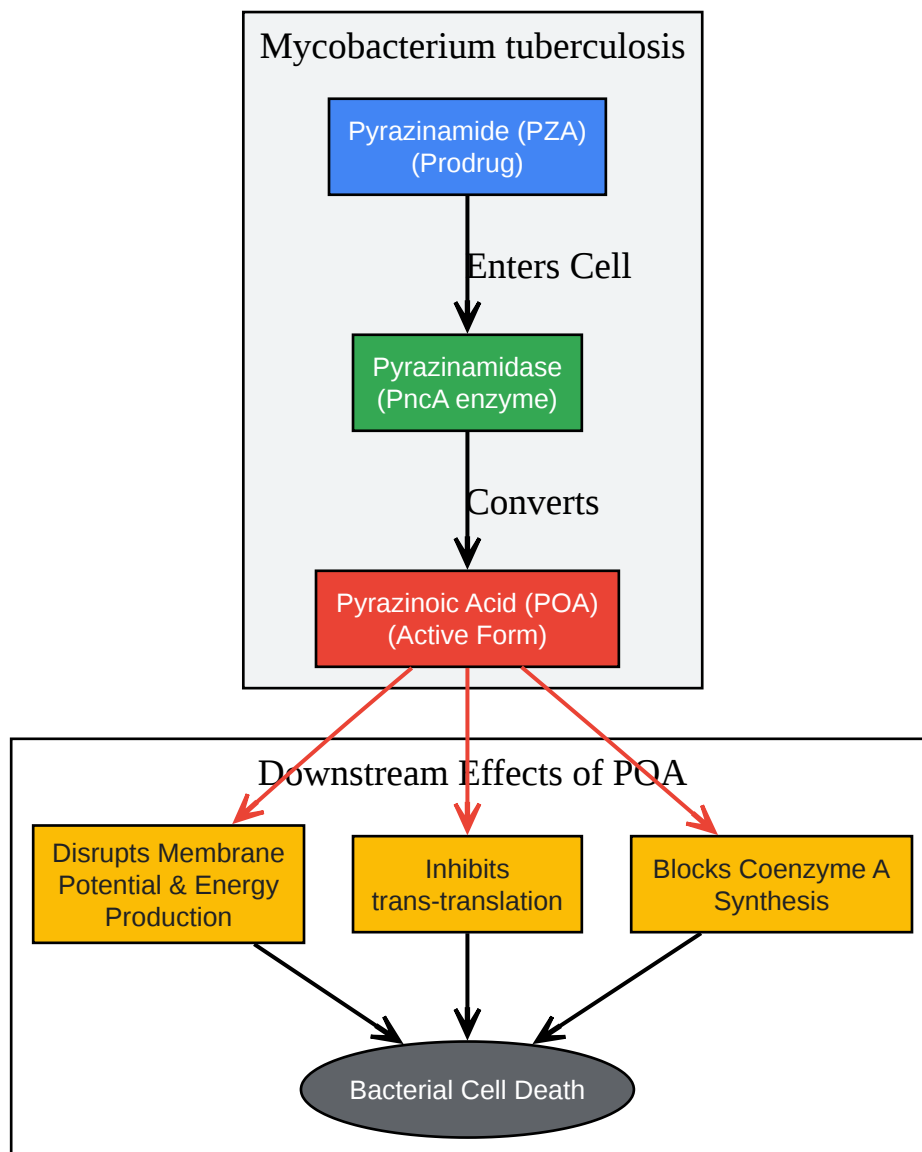 Mycobacterium tuberculosis
Pyrazinamide (PZA)
(Prodrug)
Enters Cell
Pyrazinamidase
(PncA enzyme)
Converts
Pyrazinoic Acid (POA)
(Active Form)
Downstream Effects of POA
Disrupts Membrane
Potential & Energy
Production
Inhibits
trans-translation
Blocks Coenzyme A
Synthesis
Bacterial Cell Death